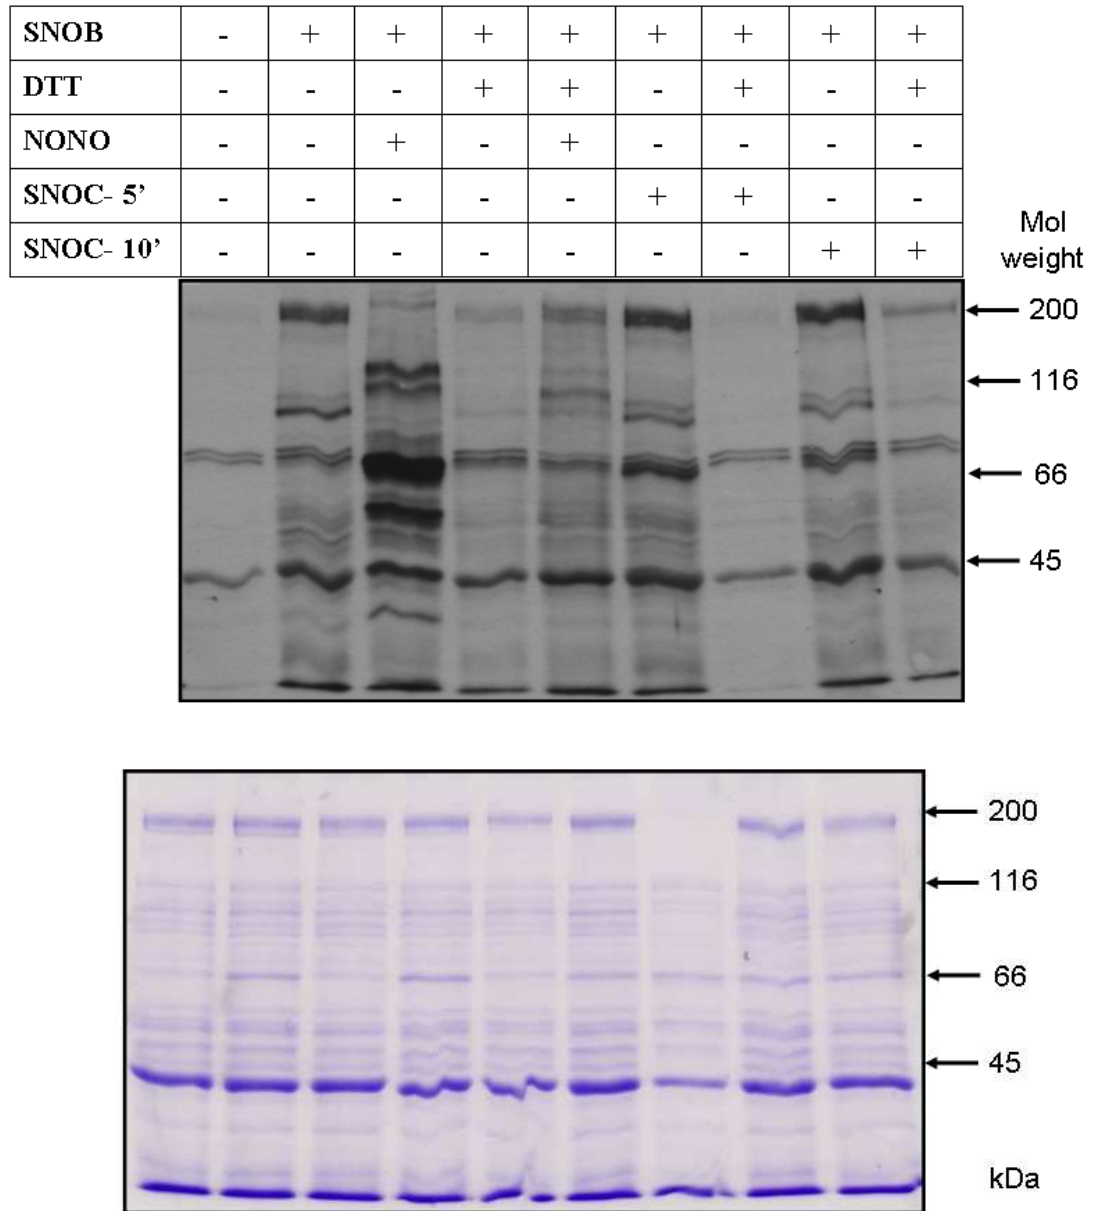 SNOB - + + + + + + + +
DTT - - - + + - + - +
NONO - - + - + - - - -
SNOC- 5’ - - - - - + + - -
SNOC- 10’ - - - - - - - + +
Mol
weight
200
116
66
45
200
116
66
45
kDa